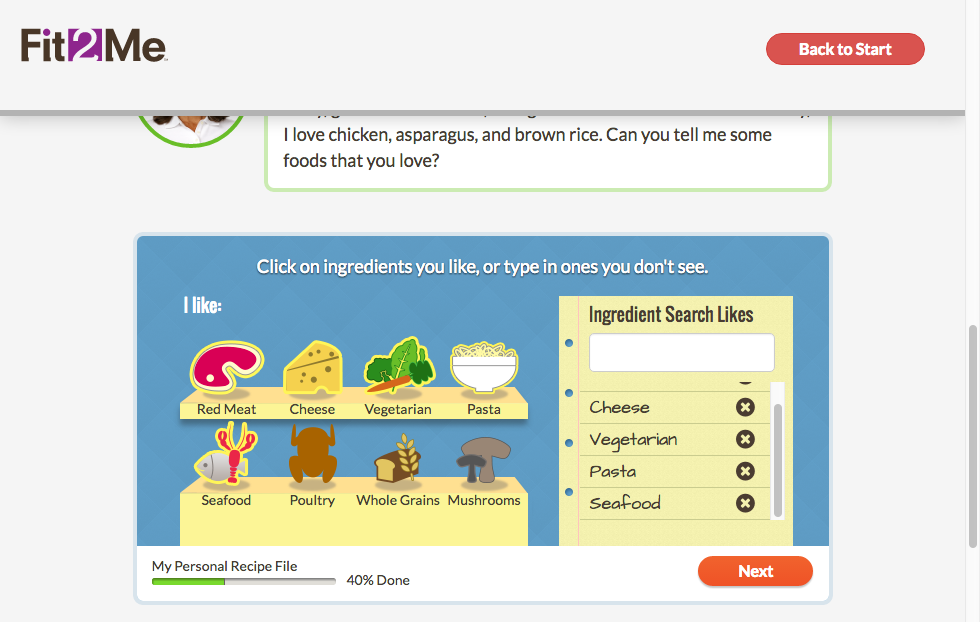 Fit2Me
Back to Start
I love chicken, asparagus, and brown rice. Can you tell me some
foods that you love?
Click on ingredients you like, or type in ones you don't see.
I like:
Red Meat Cheese Vegetarian Pasta
Seafood Poultry Whole Grains Mushrooms
Ingredient Search Likes
Cheese
Vegetarian
Pasta
Seafood
My Personal Recipe File
40% Done
Next